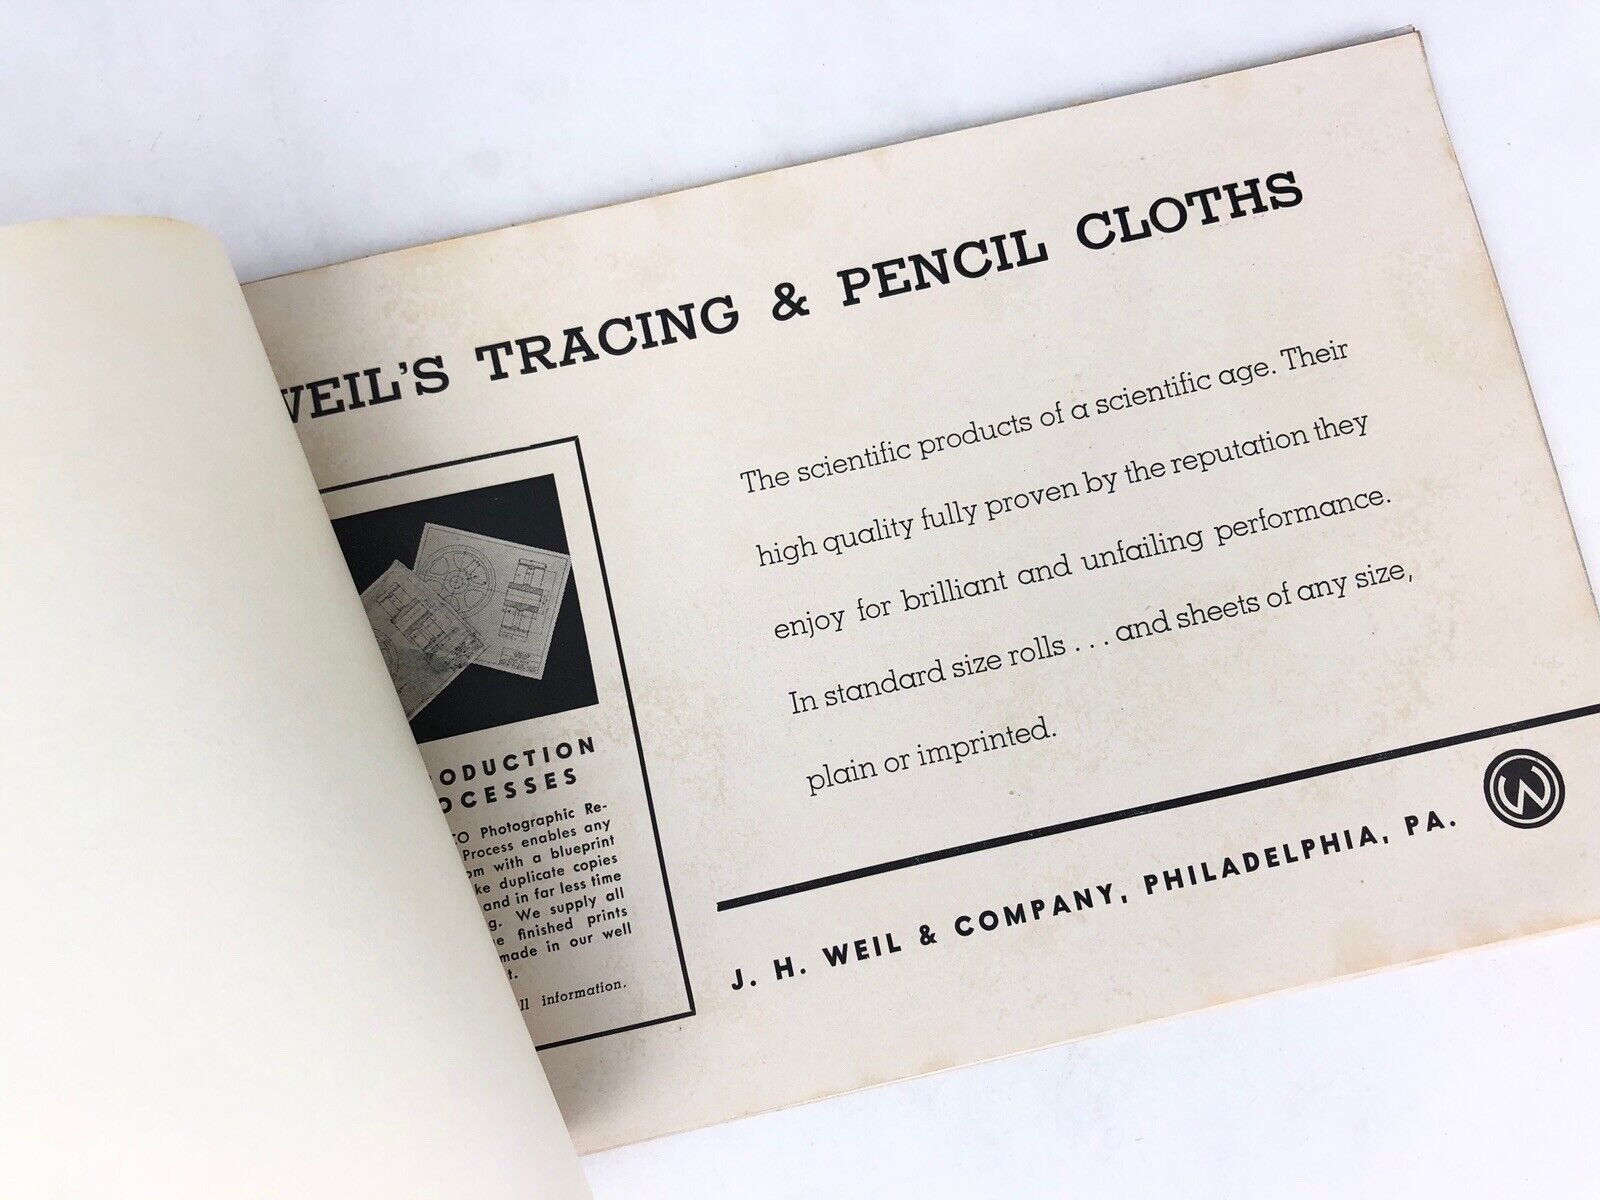 WEIL'S TRACING & PENCIL CLOTHS
The scientific products of a scientific age. Their
high quality fully proven by the reputation they
enjoy for brilliant and unfailing performance.
In standard size rolls . . . and sheets of any size,
plain or imprinted.
J. H. WEIL & COMPANY, PHILADELPHIA, PA.
W
Photographic Re-
Process enables any
with a blueprint
duplicate copies
and in far less time
We supply all
finished prints
made in our well
information.